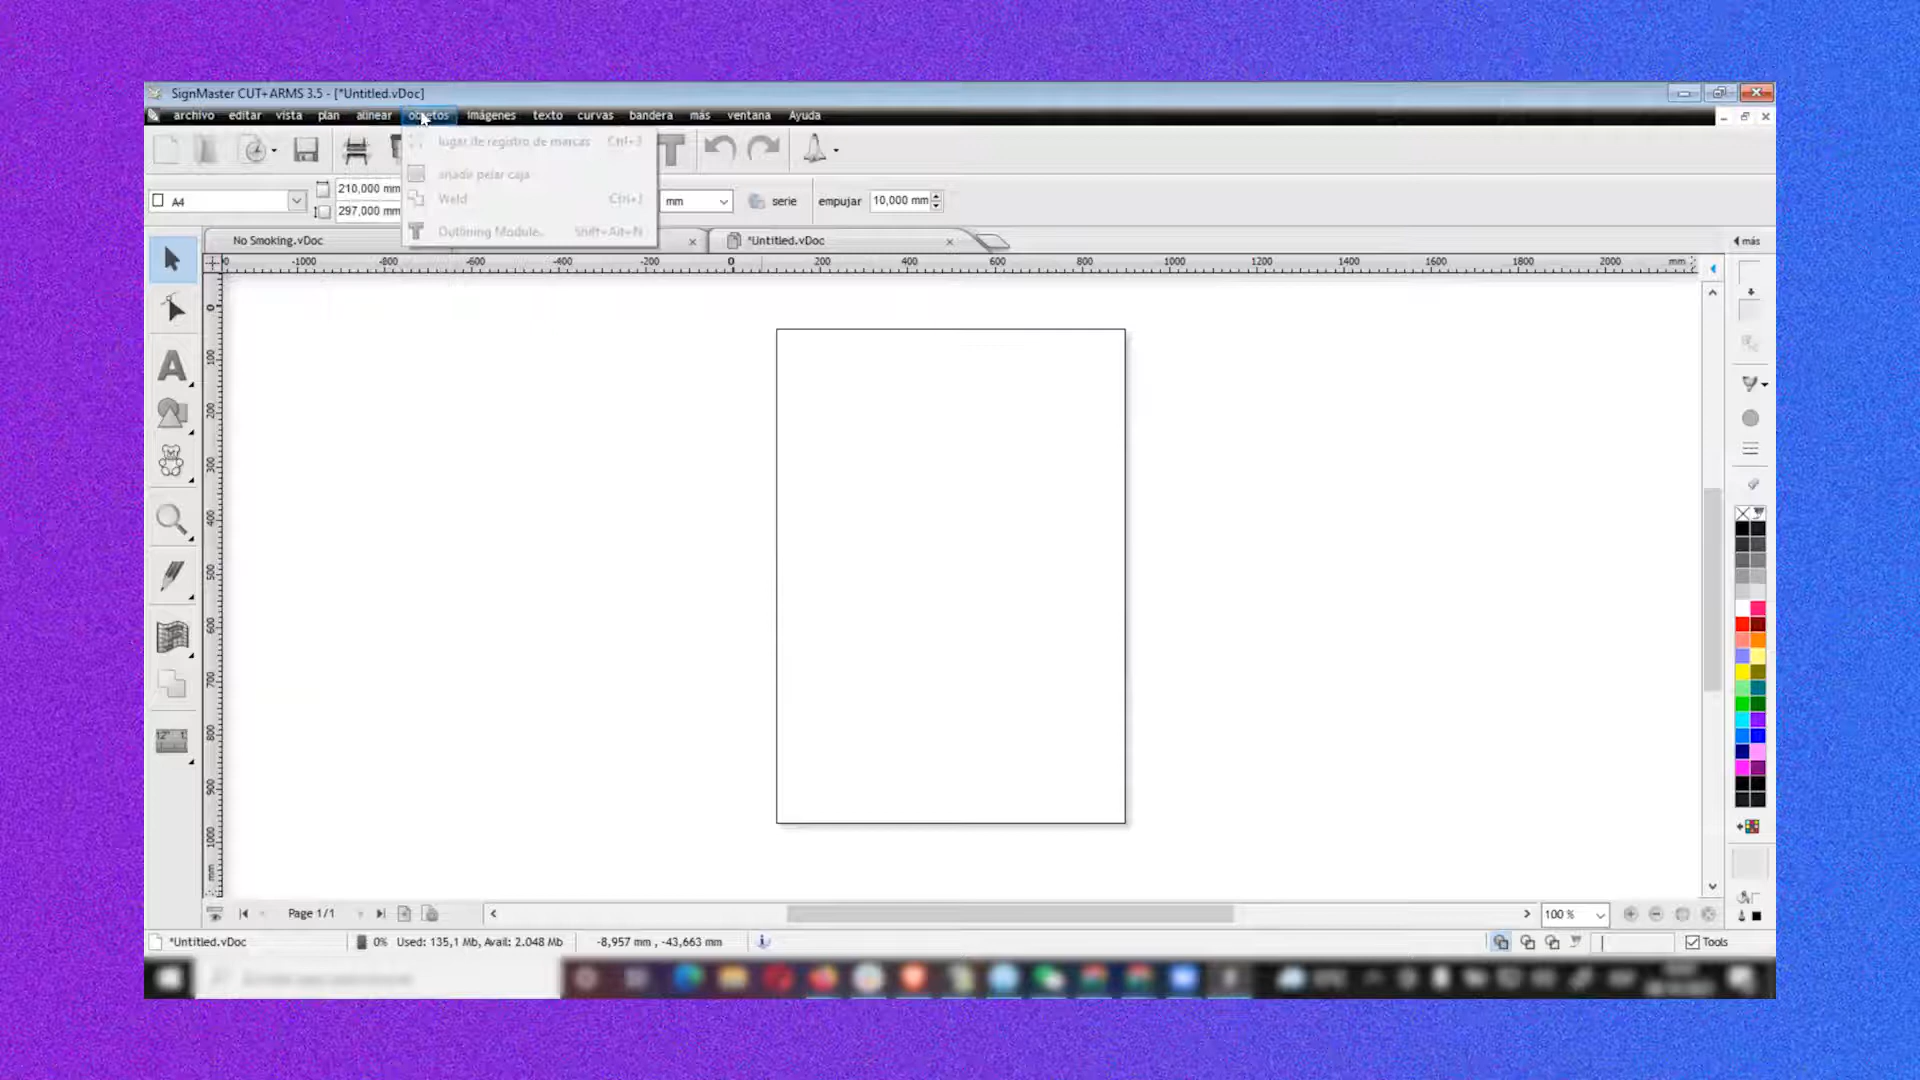 SignMaster CUT+ARMS 3.5 - [*Untitled.vDoc]
archivo editar vista plan alinear objetos imágenes texto curvas bandera más ventana Ayuda
lugar de registro de marcas Ctrl+3
añadir pelar caja
Weld Ctrl+J
Outlining Module... Shift+Alt+N
A4
210,000 mm
297,000 mm
mm
serie
empujar
10,000 mm
No Smoking.vDoc
*Untitled.vDoc
más
-1000 -800 -600 -400 -200 0 200 400 600 800 1000 1200 1400 1600 1800 2000 mm
0
100
200
300
400
500
600
700
800
900
1000
mm
Page 1/1
100 %
*Untitled.vDoc
0% Used: 135,1 Mb, Avail: 2.048 Mb
-8,957 mm , -43,663 mm
Tools